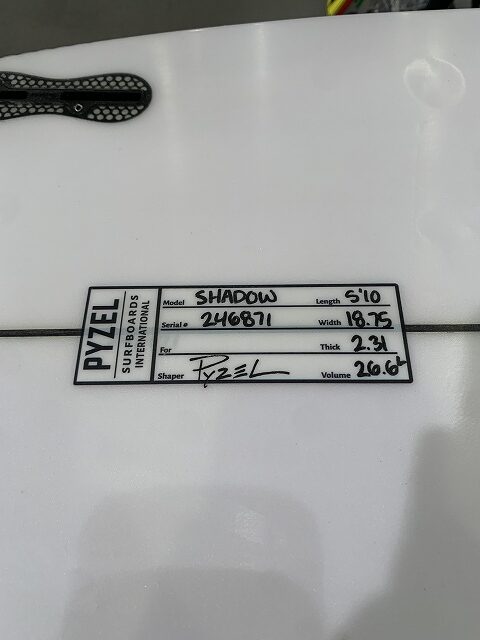 PYZEL
SURFBOARDS
INTERNATIONAL
Model SHADOW Length 5'10
Serial# 246871 Width 18.75
For Thick 2.31
Shaper PyZEL Volume 26.6L